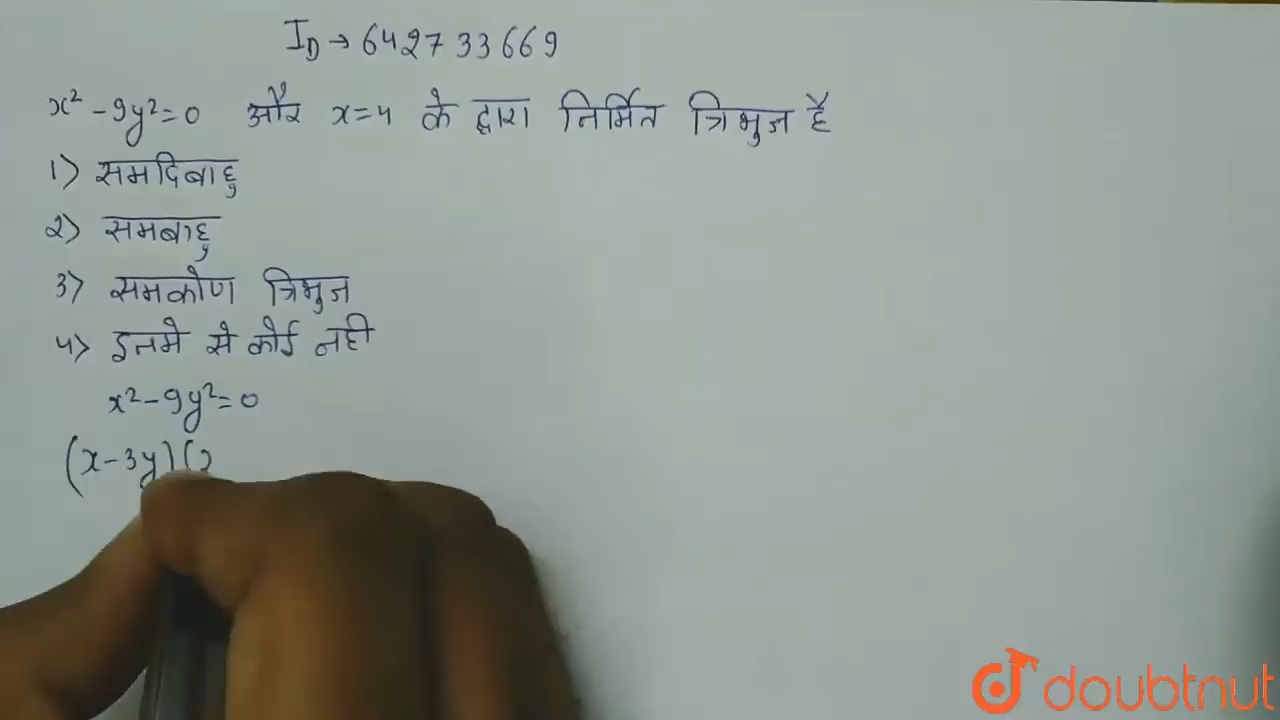 ID → 642733669
x² - 9y² = 0 और x=4 के द्वारा निर्मित त्रिभुज है
1) समदिबाहु
2) समबाहु
3) समकोण त्रिभुज
4) इनमे से कोई नही
x² - 9y² = 0
(x - 3y)(
doubtnut